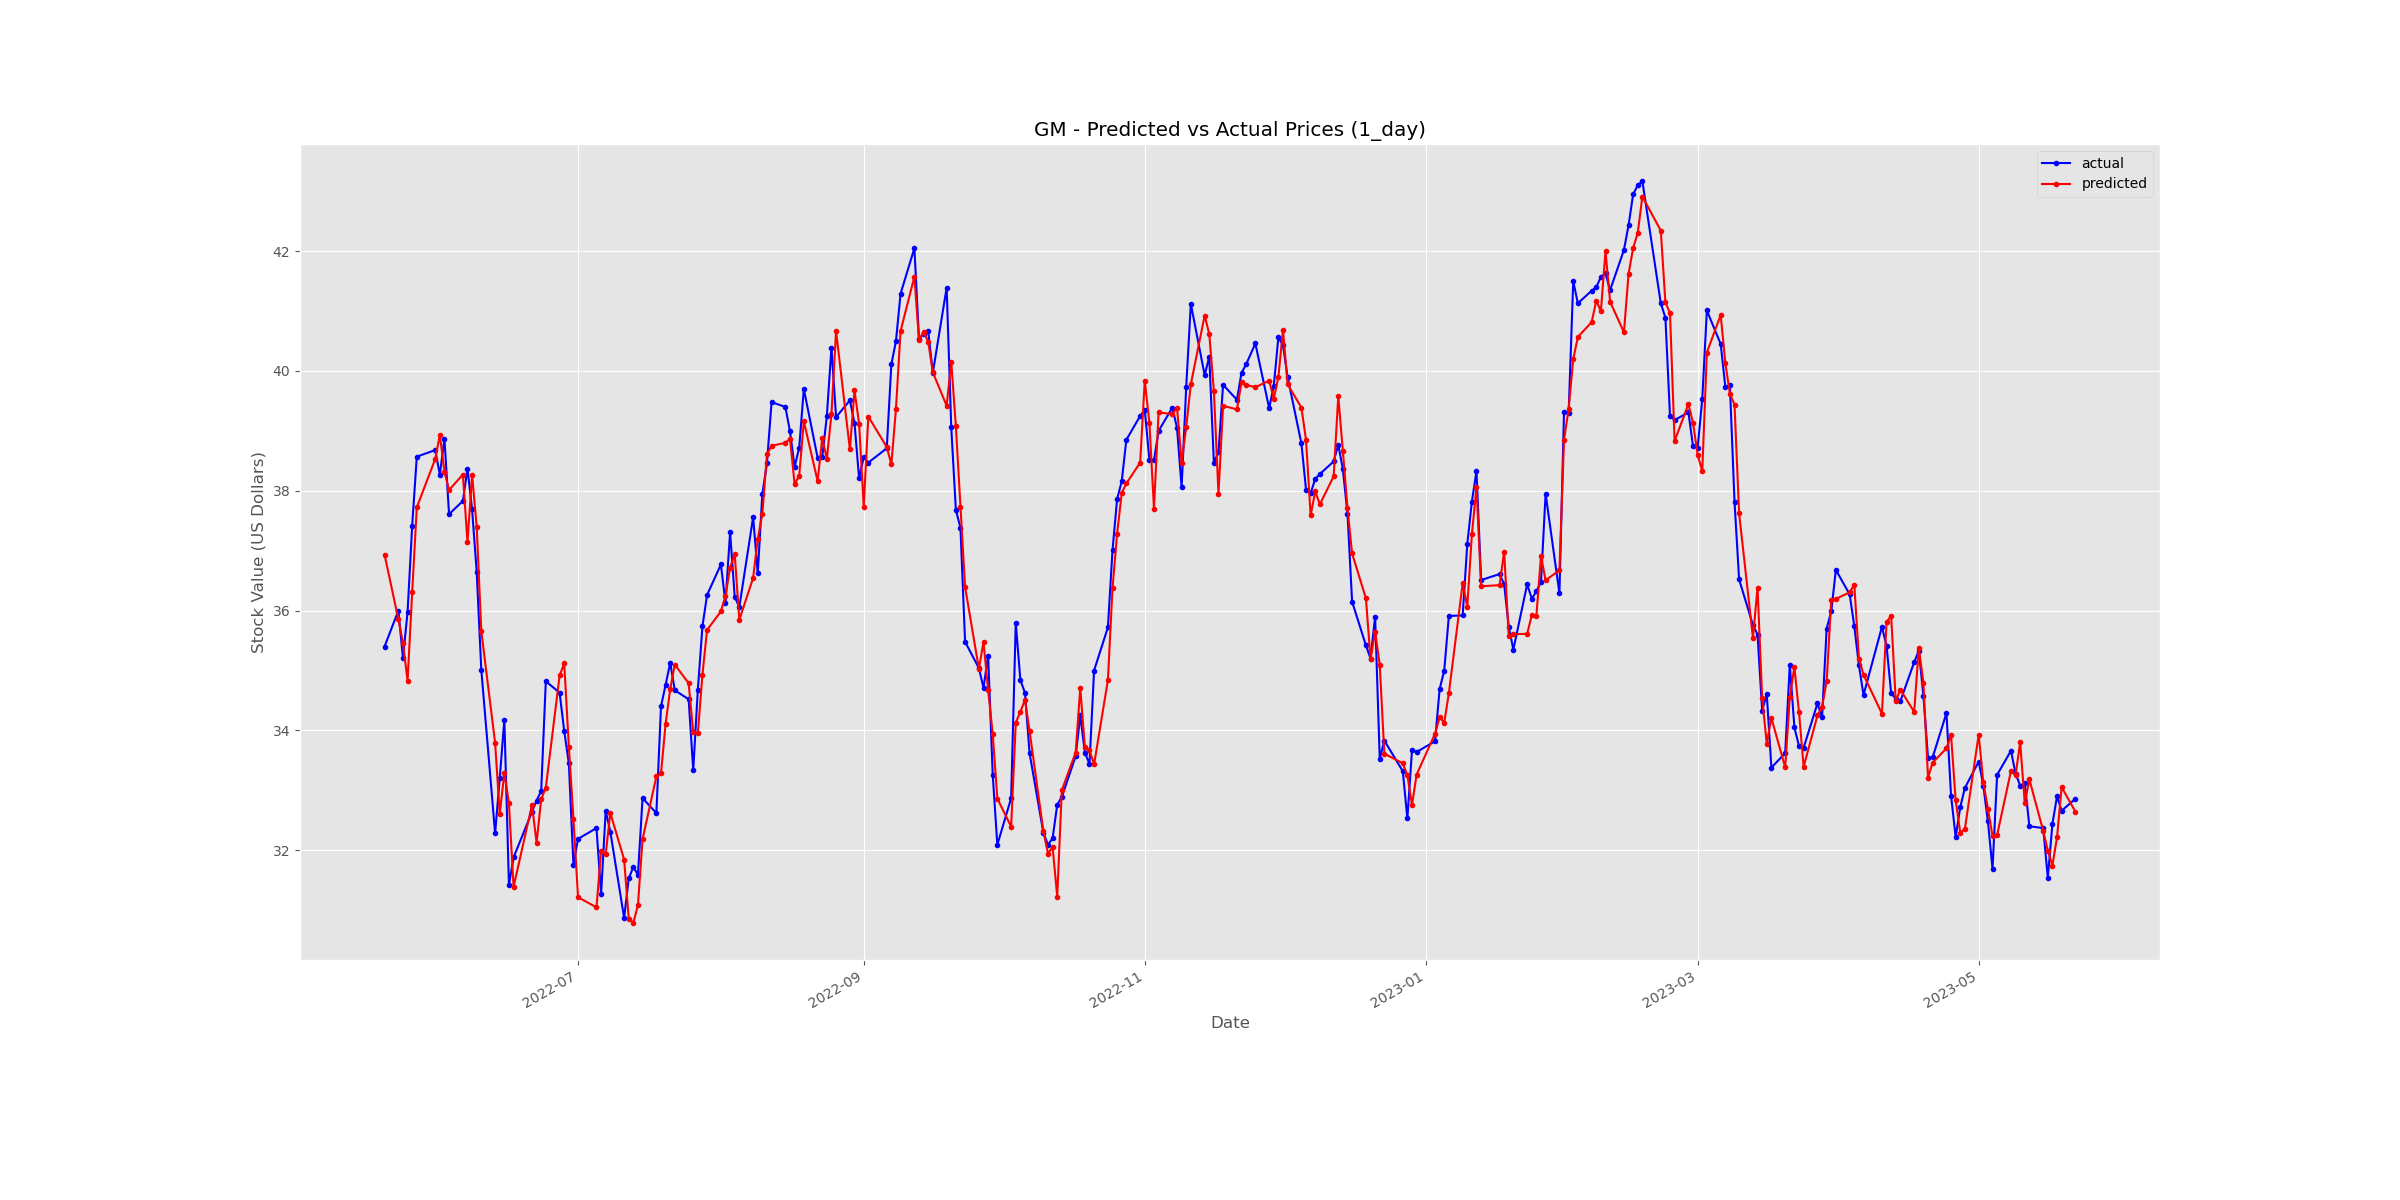 GM - Predicted vs Actual Prices (1_day)
actual
predicted
Stock Value (US Dollars)
42
40
38
36
34
32
2022-07
2022-09
2022-11
2023-01
2023-03
2023-05
Date